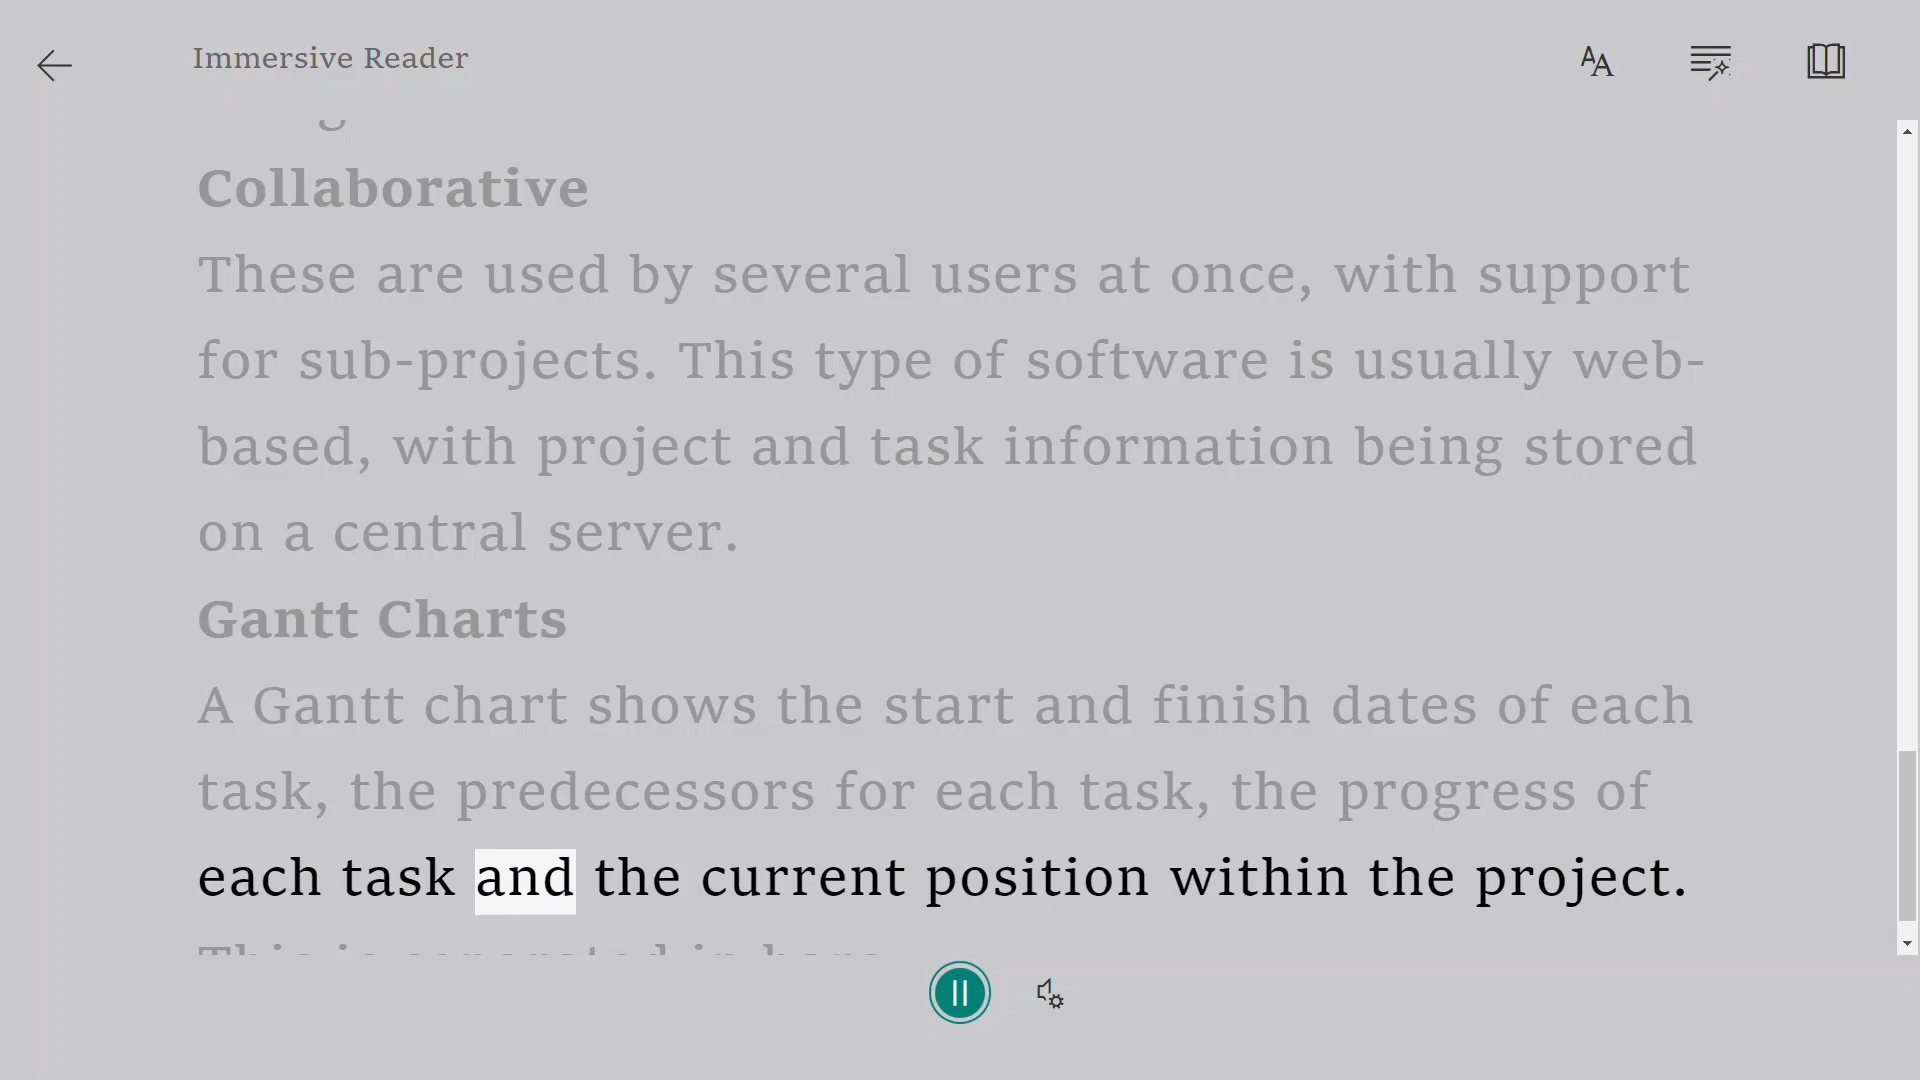 Immersive Reader
Collaborative
These are used by several users at once, with support
for sub-projects. This type of software is usually web-
based, with project and task information being stored
on a central server.
Gantt Charts
A Gantt chart shows the start and finish dates of each
task, the predecessors for each task, the progress of
each task and the current position within the project.
This is